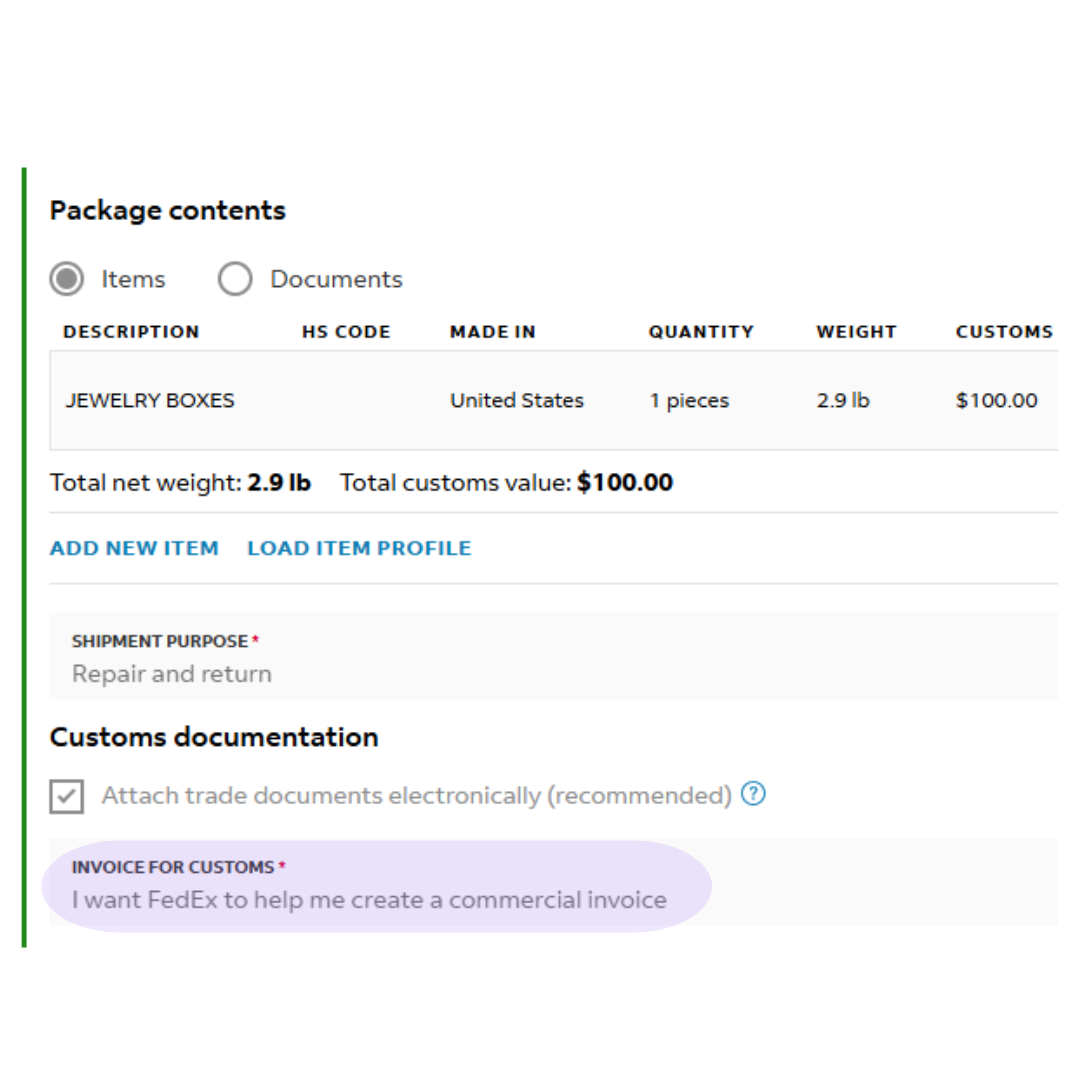 Package contents
Items Documents
DESCRIPTION HS CODE MADE IN QUANTITY WEIGHT CUSTOMS
JEWELRY BOXES United States 1 pieces 2.9 lb $100.00
Total net weight: 2.9 lb Total customs value: $100.00
ADD NEW ITEM LOAD ITEM PROFILE
SHIPMENT PURPOSE *
Repair and return
Customs documentation
Attach trade documents electronically (recommended) ?
INVOICE FOR CUSTOMS *
I want FedEx to help me create a commercial invoice